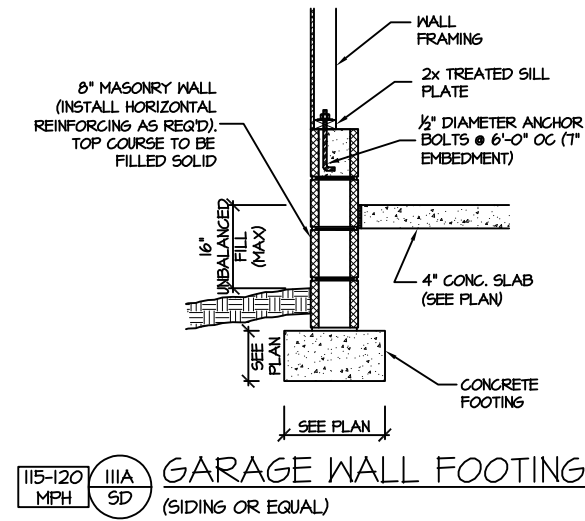 WALL
FRAMING
2x TREATED SILL
PLATE
8" MASONRY WALL
(INSTALL HORIZONTAL
REINFORCING AS REQ'D).
TOP COURSE TO BE
FILLED SOLID
½" DIAMETER ANCHOR
BOLTS @ 6'-0" OC (7"
EMBEDMENT)
16"
UNBALANCED
FILL
(MAX)
4" CONC. SLAB
(SEE PLAN)
SEE
PLAN
CONCRETE
FOOTING
SEE PLAN
115-120
MPH
111A
SD
GARAGE WALL FOOTING
(SIDING OR EQUAL)